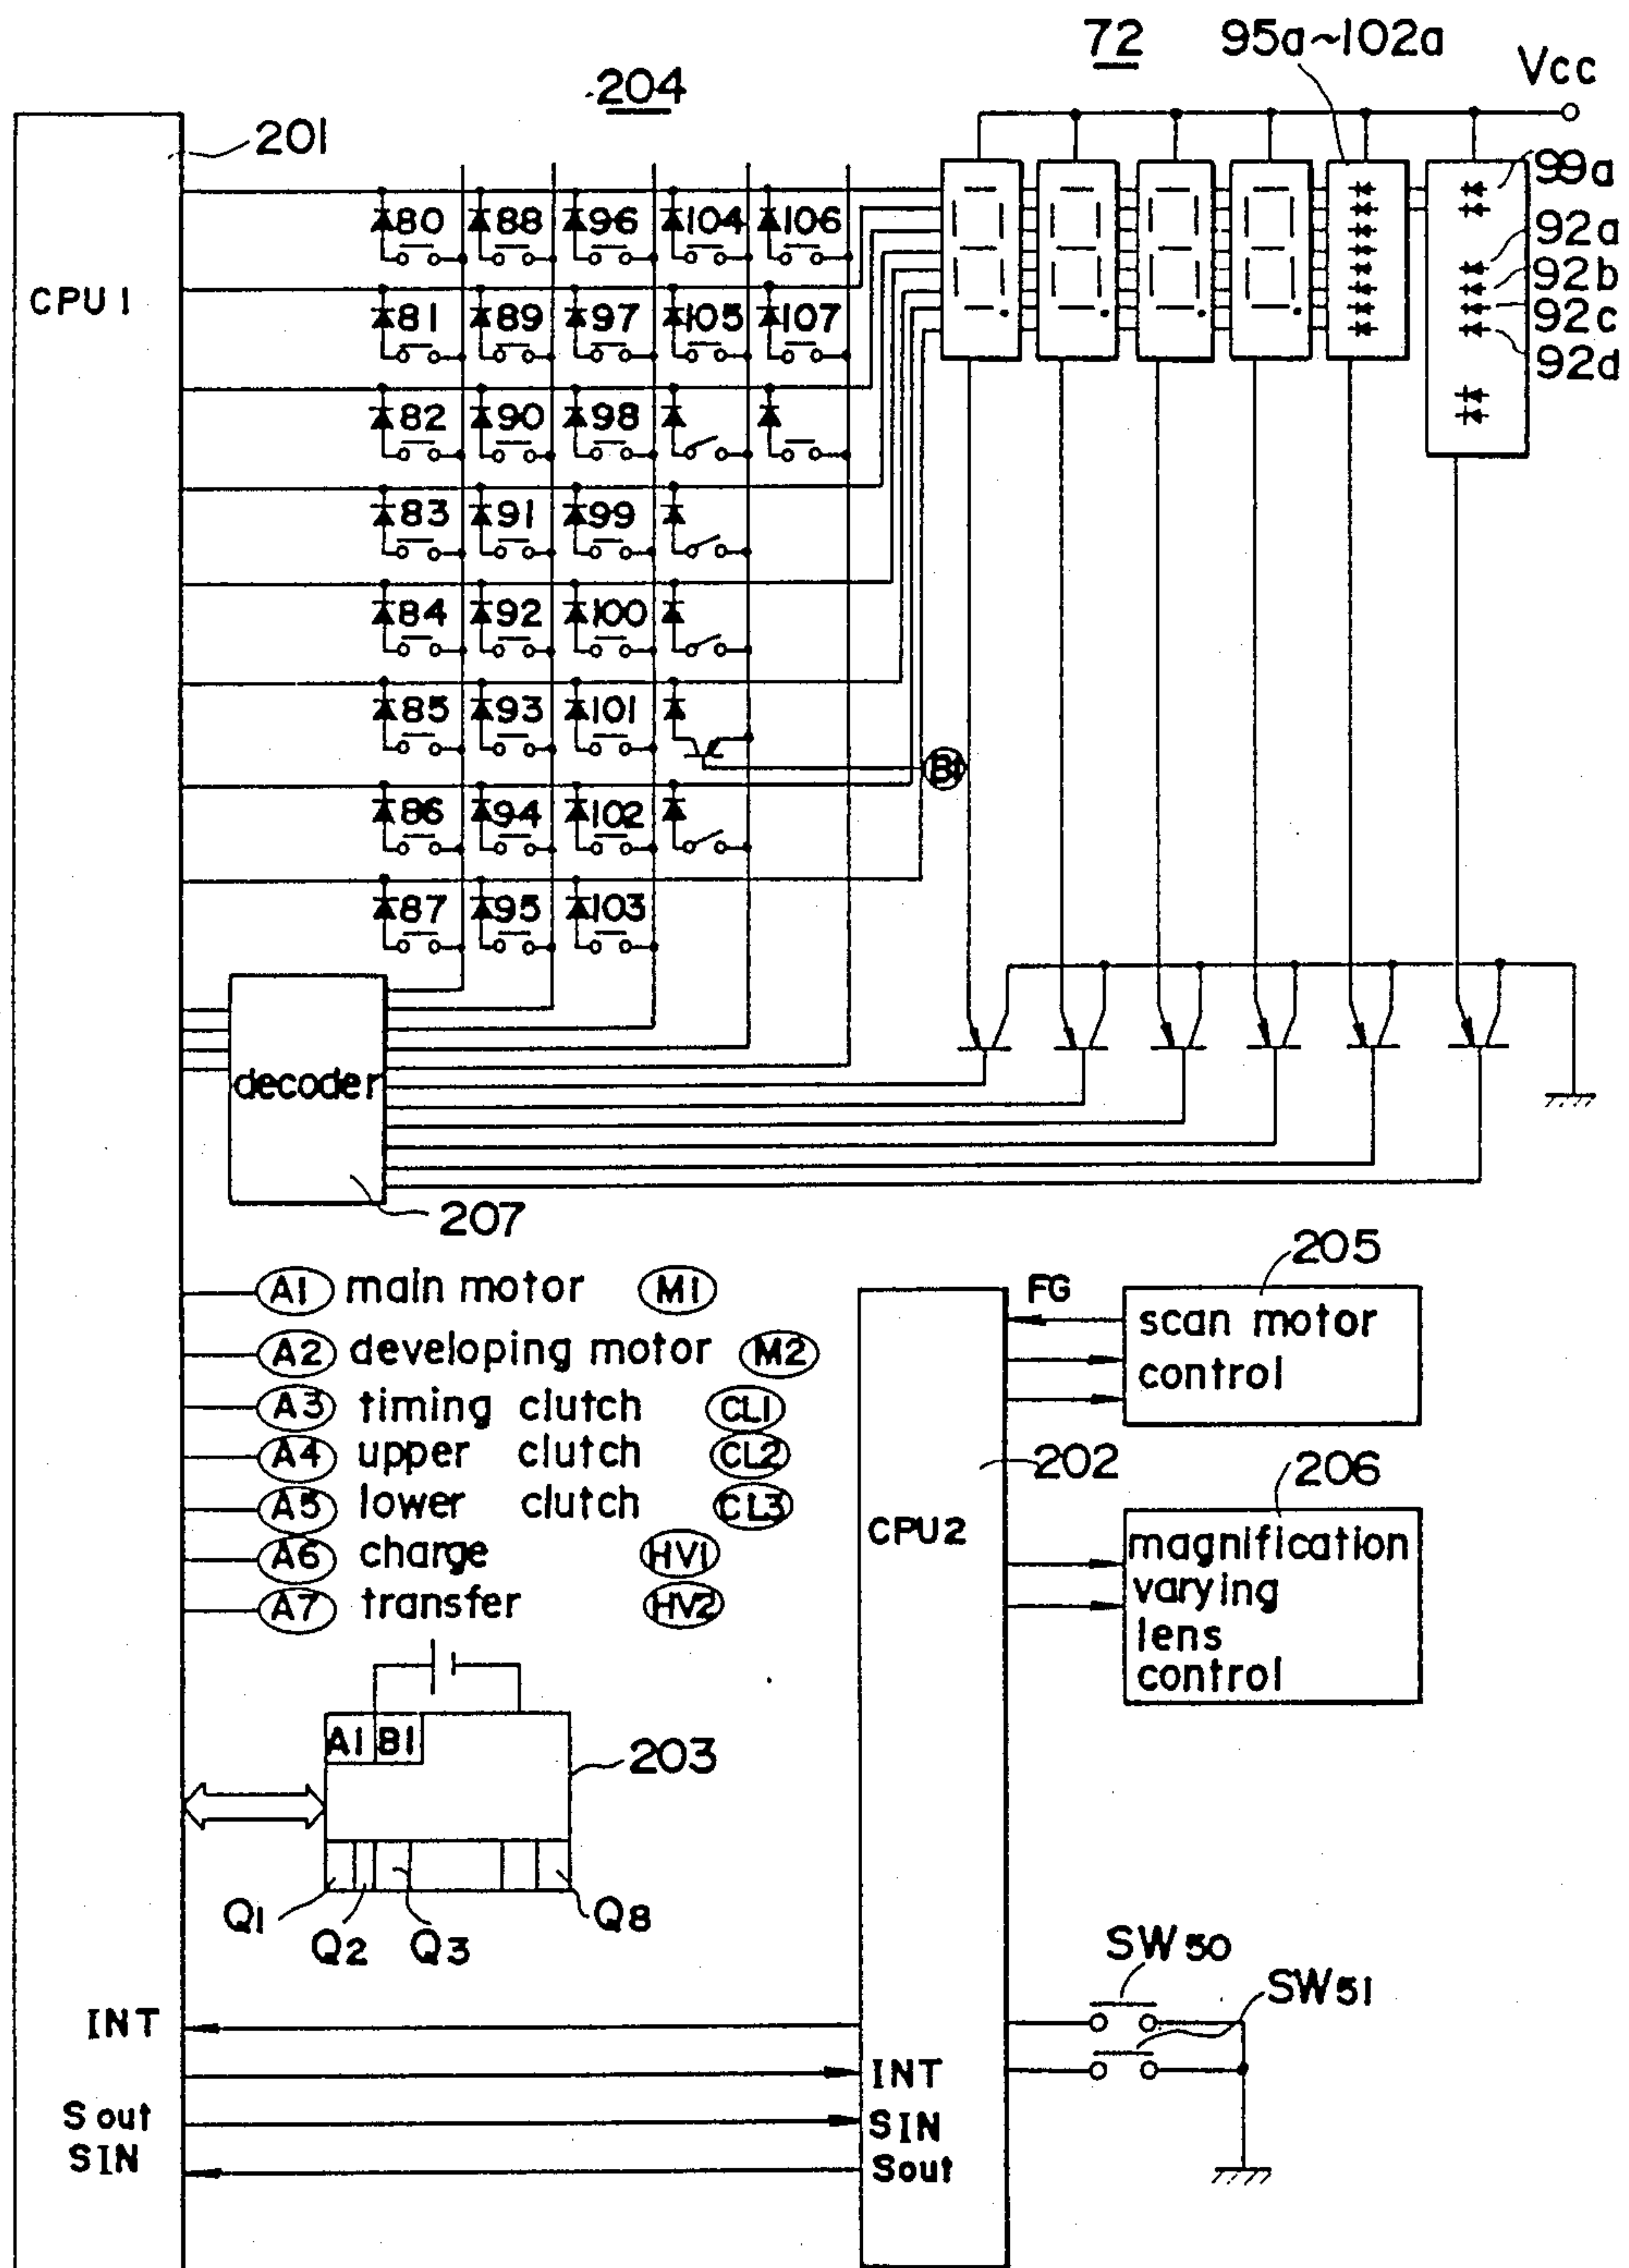 72
95a~102a
Vcc
204
201
99a
80
88
96
104
106
92a
92b
CPU 1
81
89
97
105
107
92c
92d
82
90
98
83
91
99
84
92
100
85
93
101
B1
86
94
102
87
95
103
decoder
207
205
A1 main motor M1
FG
scan motor
control
A2 developing motor M2
A3 timing clutch CL1
A4 upper clutch CL2
202
206
A5 lower clutch CL3
CPU2
magnification
varying
lens
control
A6 charge HV1
A7 transfer HV2
A1 B1
203
Q1
Q2
Q3
Q8
SW50
SW51
INT
INT
S out
SIN
SIN
Sout